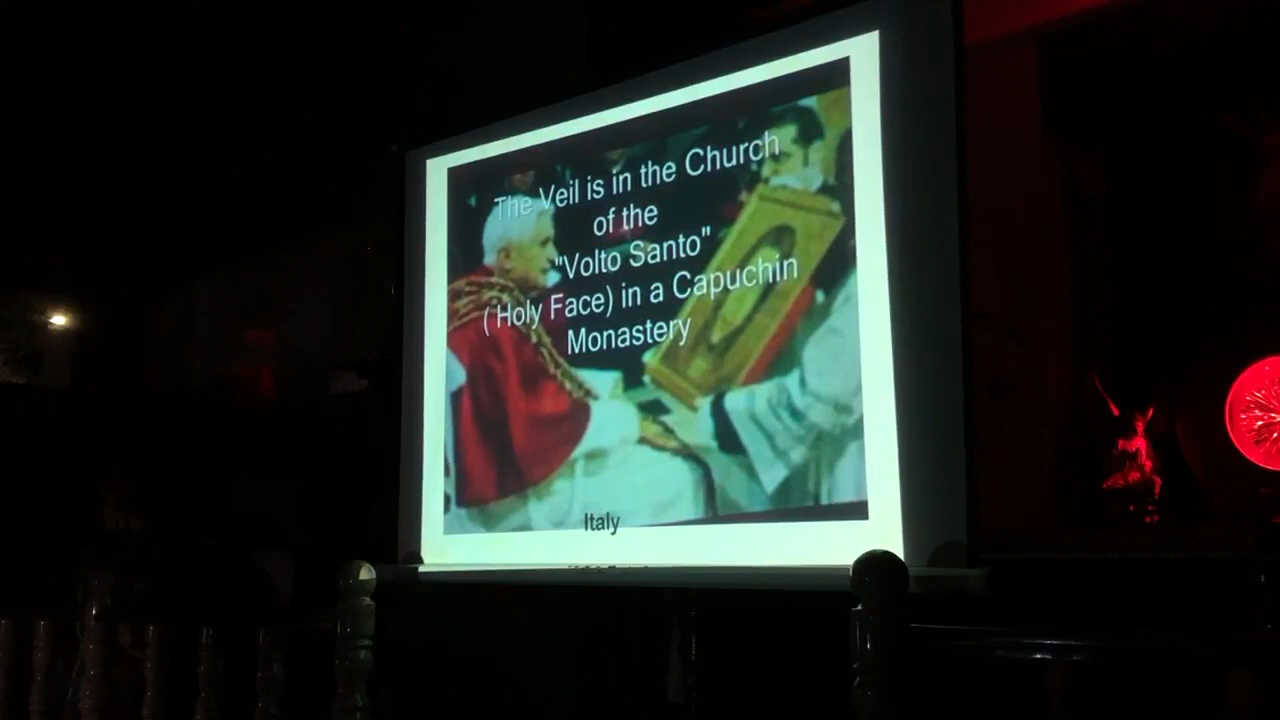 The Veil is in the Church
of the
"Volto Santo"
( Holy Face) in a Capuchin
Monastery
Italy